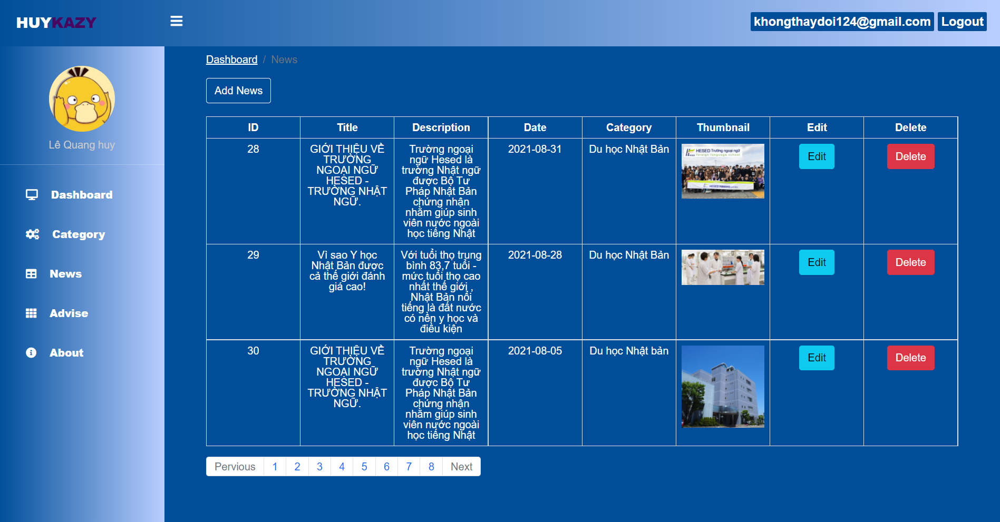 HUYKAZY
khongthaydoi124@gmail.com Logout
Lê Quang huy
Dashboard
Category
News
Advise
About
Dashboard / News
Add News
ID Title Description Date Category Thumbnail Edit Delete
28
GIỚI THIỆU VỀ
TRƯỜNG
NGOẠI NGỮ
HESED -
TRƯỜNG NHẬT
NGỮ.
Trường ngoại
ngữ Hesed là
trường Nhật ngữ
được Bộ Tư
Pháp Nhật Bản
chứng nhận
nhằm giúp sinh
viên nước ngoài
học tiếng Nhật
2021-08-31
Du học Nhật Bản
HESED Trường ngoại ngữ
foreign language school
Edit
Delete
29
Vì sao Y học
Nhật Bản được
cả thế giới đánh
giá cao!
Với tuổi thọ trung
bình 83,7 tuổi -
mức tuổi thọ cao
nhất thế giới ,
Nhật Bản nổi
tiếng là đất nước
có nền y học và
điều kiện
2021-08-28
Du học Nhật Bản
Edit
Delete
30
GIỚI THIỆU VỀ
TRƯỜNG
NGOẠI NGỮ
HESED -
TRƯỜNG NHẬT
NGỮ.
Trường ngoại
ngữ Hesed là
trường Nhật ngữ
được Bộ Tư
Pháp Nhật Bản
chứng nhận
nhằm giúp sinh
viên nước ngoài
học tiếng Nhật
2021-08-05
Du học Nhật bản
Edit
Delete
Pervious 1 2 3 4 5 6 7 8 Next